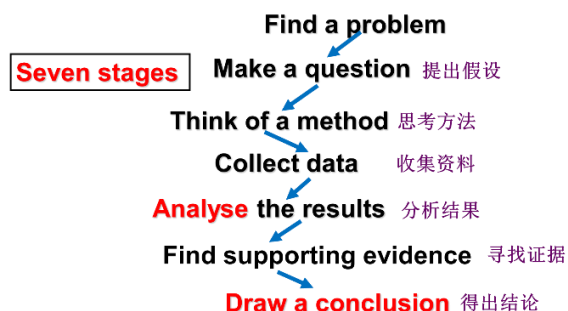 Find a problem
Seven stages
Make a question 提出假设
Think of a method 思考方法
Collect data 收集资料
Analyse the results 分析结果
Find supporting evidence 寻找证据
Draw a conclusion 得出结论